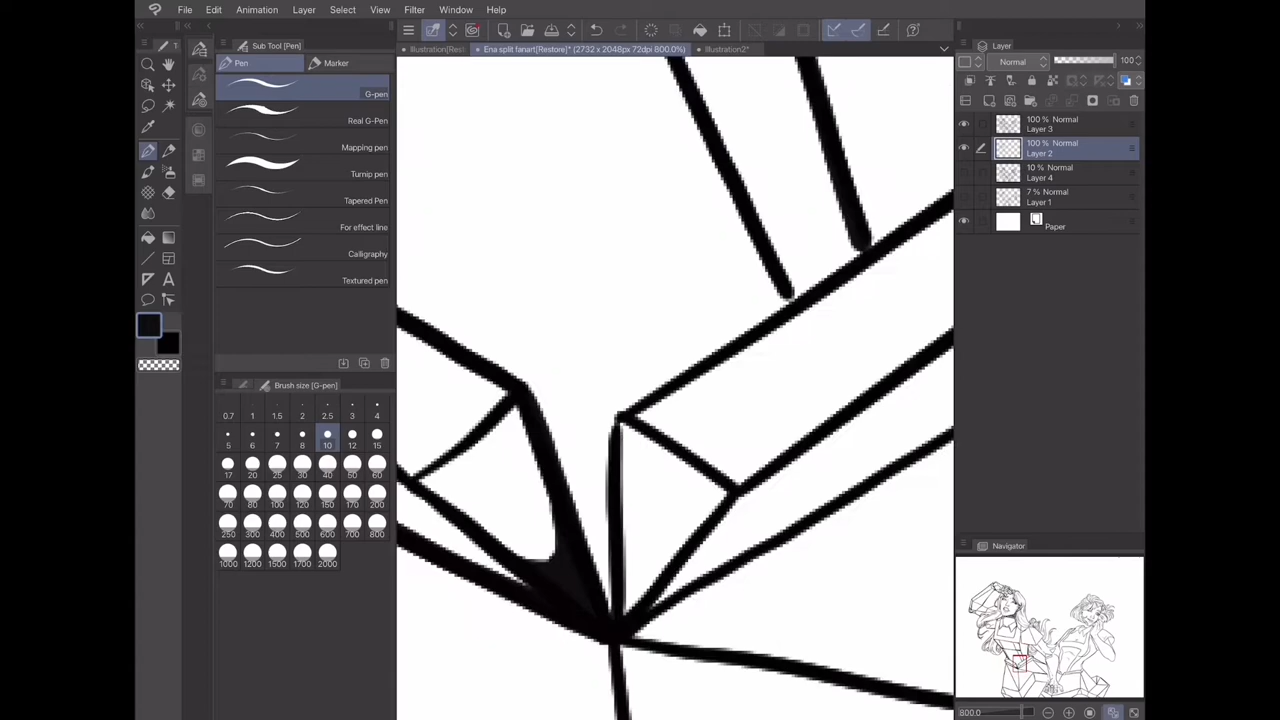 File Edit Animation Layer Select View Filter Window Help
Illustration[Res
Ena split fanart[Restore]* (2732 x 2048px 72dpi 800.0%)
Illustration2*
1
Sub Tool [Pen]
Pen
Marker
G-pen
Real G-Pen
Mapping pen
Turnip pen
Tapered Pen
For effect line
Calligraphy
Textured pen
Brush size [G-pen]
0.7 1 1.5 2 2.5 3 4
5 6 7 8 10 12 15
17 20 25 30 40 50 60
70 80 100 120 150 170 200
250 300 400 500 600 700 800
1000 1200 1500 1700 2000
Layer
Normal
100
100 % Normal
Layer 3
100 % Normal
Layer 2
10 % Normal
Layer 4
7 % Normal
Layer 1
Paper
Navigator
800.0